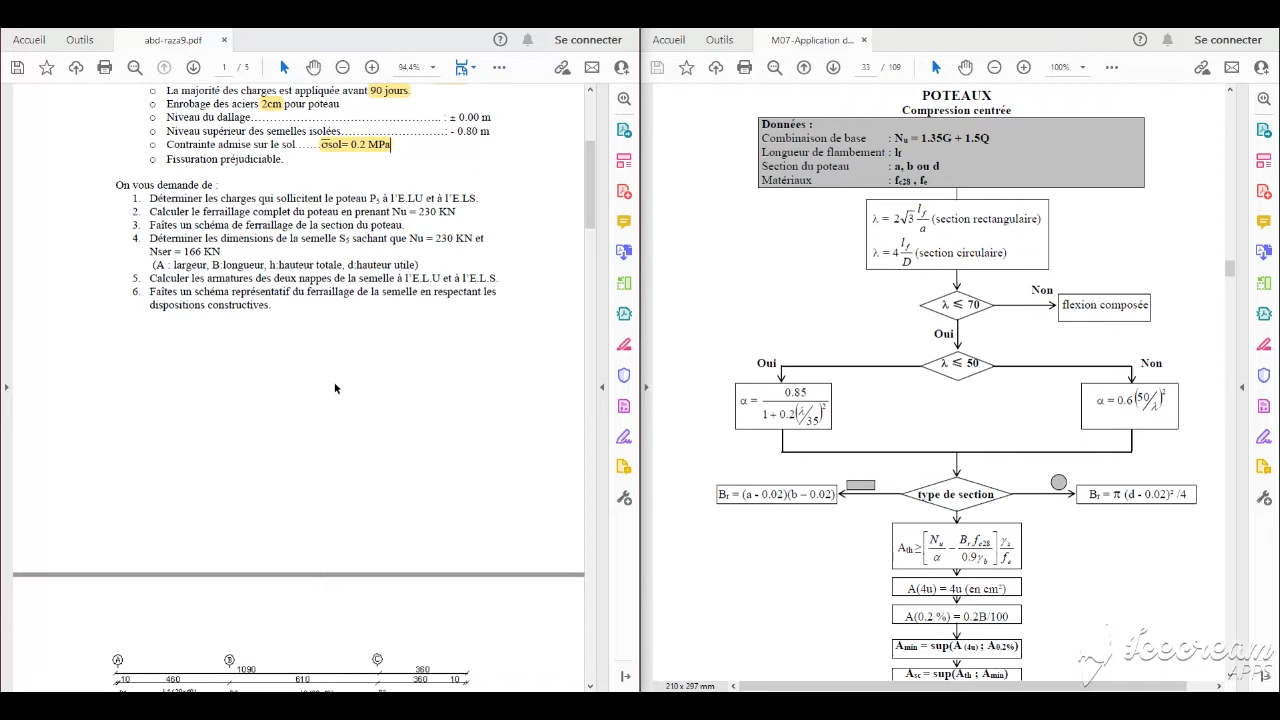 Accueil Outils abd-raza9.pdf × Se connecter
1 / 5 94,4%
o La majorité des charges est appliquée avant 90 jours.
o Enrobage des aciers 2cm pour poteau
o Niveau du dallage……………………………………… : ± 0.00 m
o Niveau supérieure des semelles isolées……………………… : - 0.80 m
o Contrainte admise sur le sol …… σ̅sol= 0.2 MPa
o Fissuration préjudiciable.
On vous demande de :
1. Déterminer les charges qui sollicitent le poteau P5 à l’E.LU et à l’E.LS.
2. Calculer le ferraillage complet du poteau en prenant Nu = 230 KN
3. Faites un schéma de ferraillage de la section du poteau.
4. Déterminer les dimensions de la semelle S5 sachant que Nu = 230 KN et
Nser = 166 KN
(A : largeur, B:longueur, h:hauteur totale, d:hauteur utile)
5. Calculer les armatures des deux nappes de la semelle à l’E.L.U et à l’E.L.S.
6. Faites un schéma représentatif du ferraillage de la semelle en respectant les
dispositions constructives.
A B C
1090 360
10 460 610 360 10
Accueil Outils M07-Application d... × Se connecter
33 / 109 100%
POTEAUX
Compression centrée
Données :
Combinaison de base : Nu = 1.35G + 1.5Q
Longueur de flambement : lf
Section du poteau : a, b ou d
Matériaux : fc28 , fe
λ = 2√3 lf/a (section rectangulaire)
λ = 4 lf/D (section circulaire)
λ ≤ 70
Non
flexion composée
Oui
λ ≤ 50
Oui
Non
α = 0.85 / 1 + 0.2(λ/35)²
α = 0.6 (50/λ)²
Br = (a - 0.02)(b – 0.02)
type de section
Br = π (d - 0.02)² /4
Ath ≥ [Nu/α − Br fc28/0.9γb] γs/fe
A(4u) = 4u (en cm²)
A(0.2 %) = 0.2B/100
Amin = sup(A (4u) ; A0.2%)
Asc = sup(Ath ; Amin)
210 x 297 mm
Icecream
APPS